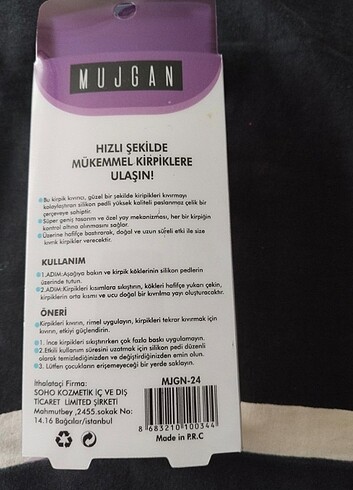 MUJGAN
HIZLI ŞEKİLDE
MÜKEMMEL KİRPİKLERE
ULAŞIN!
Bu kirpik kıvırıcı, güzel bir şekilde kirpikleri kıvırmayı
kolaylaştıran silikon pedli yüksek kaliteli paslanmaz çelik bir
çerçeveye sahiptir.
Süper geniş tasarım ve özel yay mekanizması, her bir kirpiğin
kontrol altına alınmasını sağlar.
Üzerine hafifçe bastırarak, doğal ve uzun süreli etki ile size
kıvrık kirpikler verecektir.
KULLANIM
1.ADIM:Aşağıya bakın ve kirpik köklerinin silikon pedlerin
üzerinde tutun.
2.ADIM:Kirpikleri kısımlara sıkıştırın, kökleri hafifçe yukarı çekin,
kirpiklerin orta kısmı ve ucu doğal bir kıvrılma yayı oluşturacaktır.
ÖNERİ
Kirpikleri kıvırın, rimel uygulayın, kirpikleri tekrar kıvırmak için
kıvırın, etkiyi güçlendirin.
1. İnce kirpikleri sıkıştırırken çok fazla baskı uygulamayın.
2. Etkili kullanım süresini uzatmak için silikon pedi düzenli
olarak temizlediğinizden ve değiştirdiğinizden emin olun.
3. Lütfen çocukların erişemeyeceği bir yerde saklayın.
İthalatçı Firma:
SOHO KOZMETİK İÇ VE DIŞ
TİCARET LİMİTED ŞİRKETİ
Mahmutbey ,2455.sokak No:
14.16 Bağcılar/istanbul
MJGN-24
8 683210 100344
Made in P.R.C